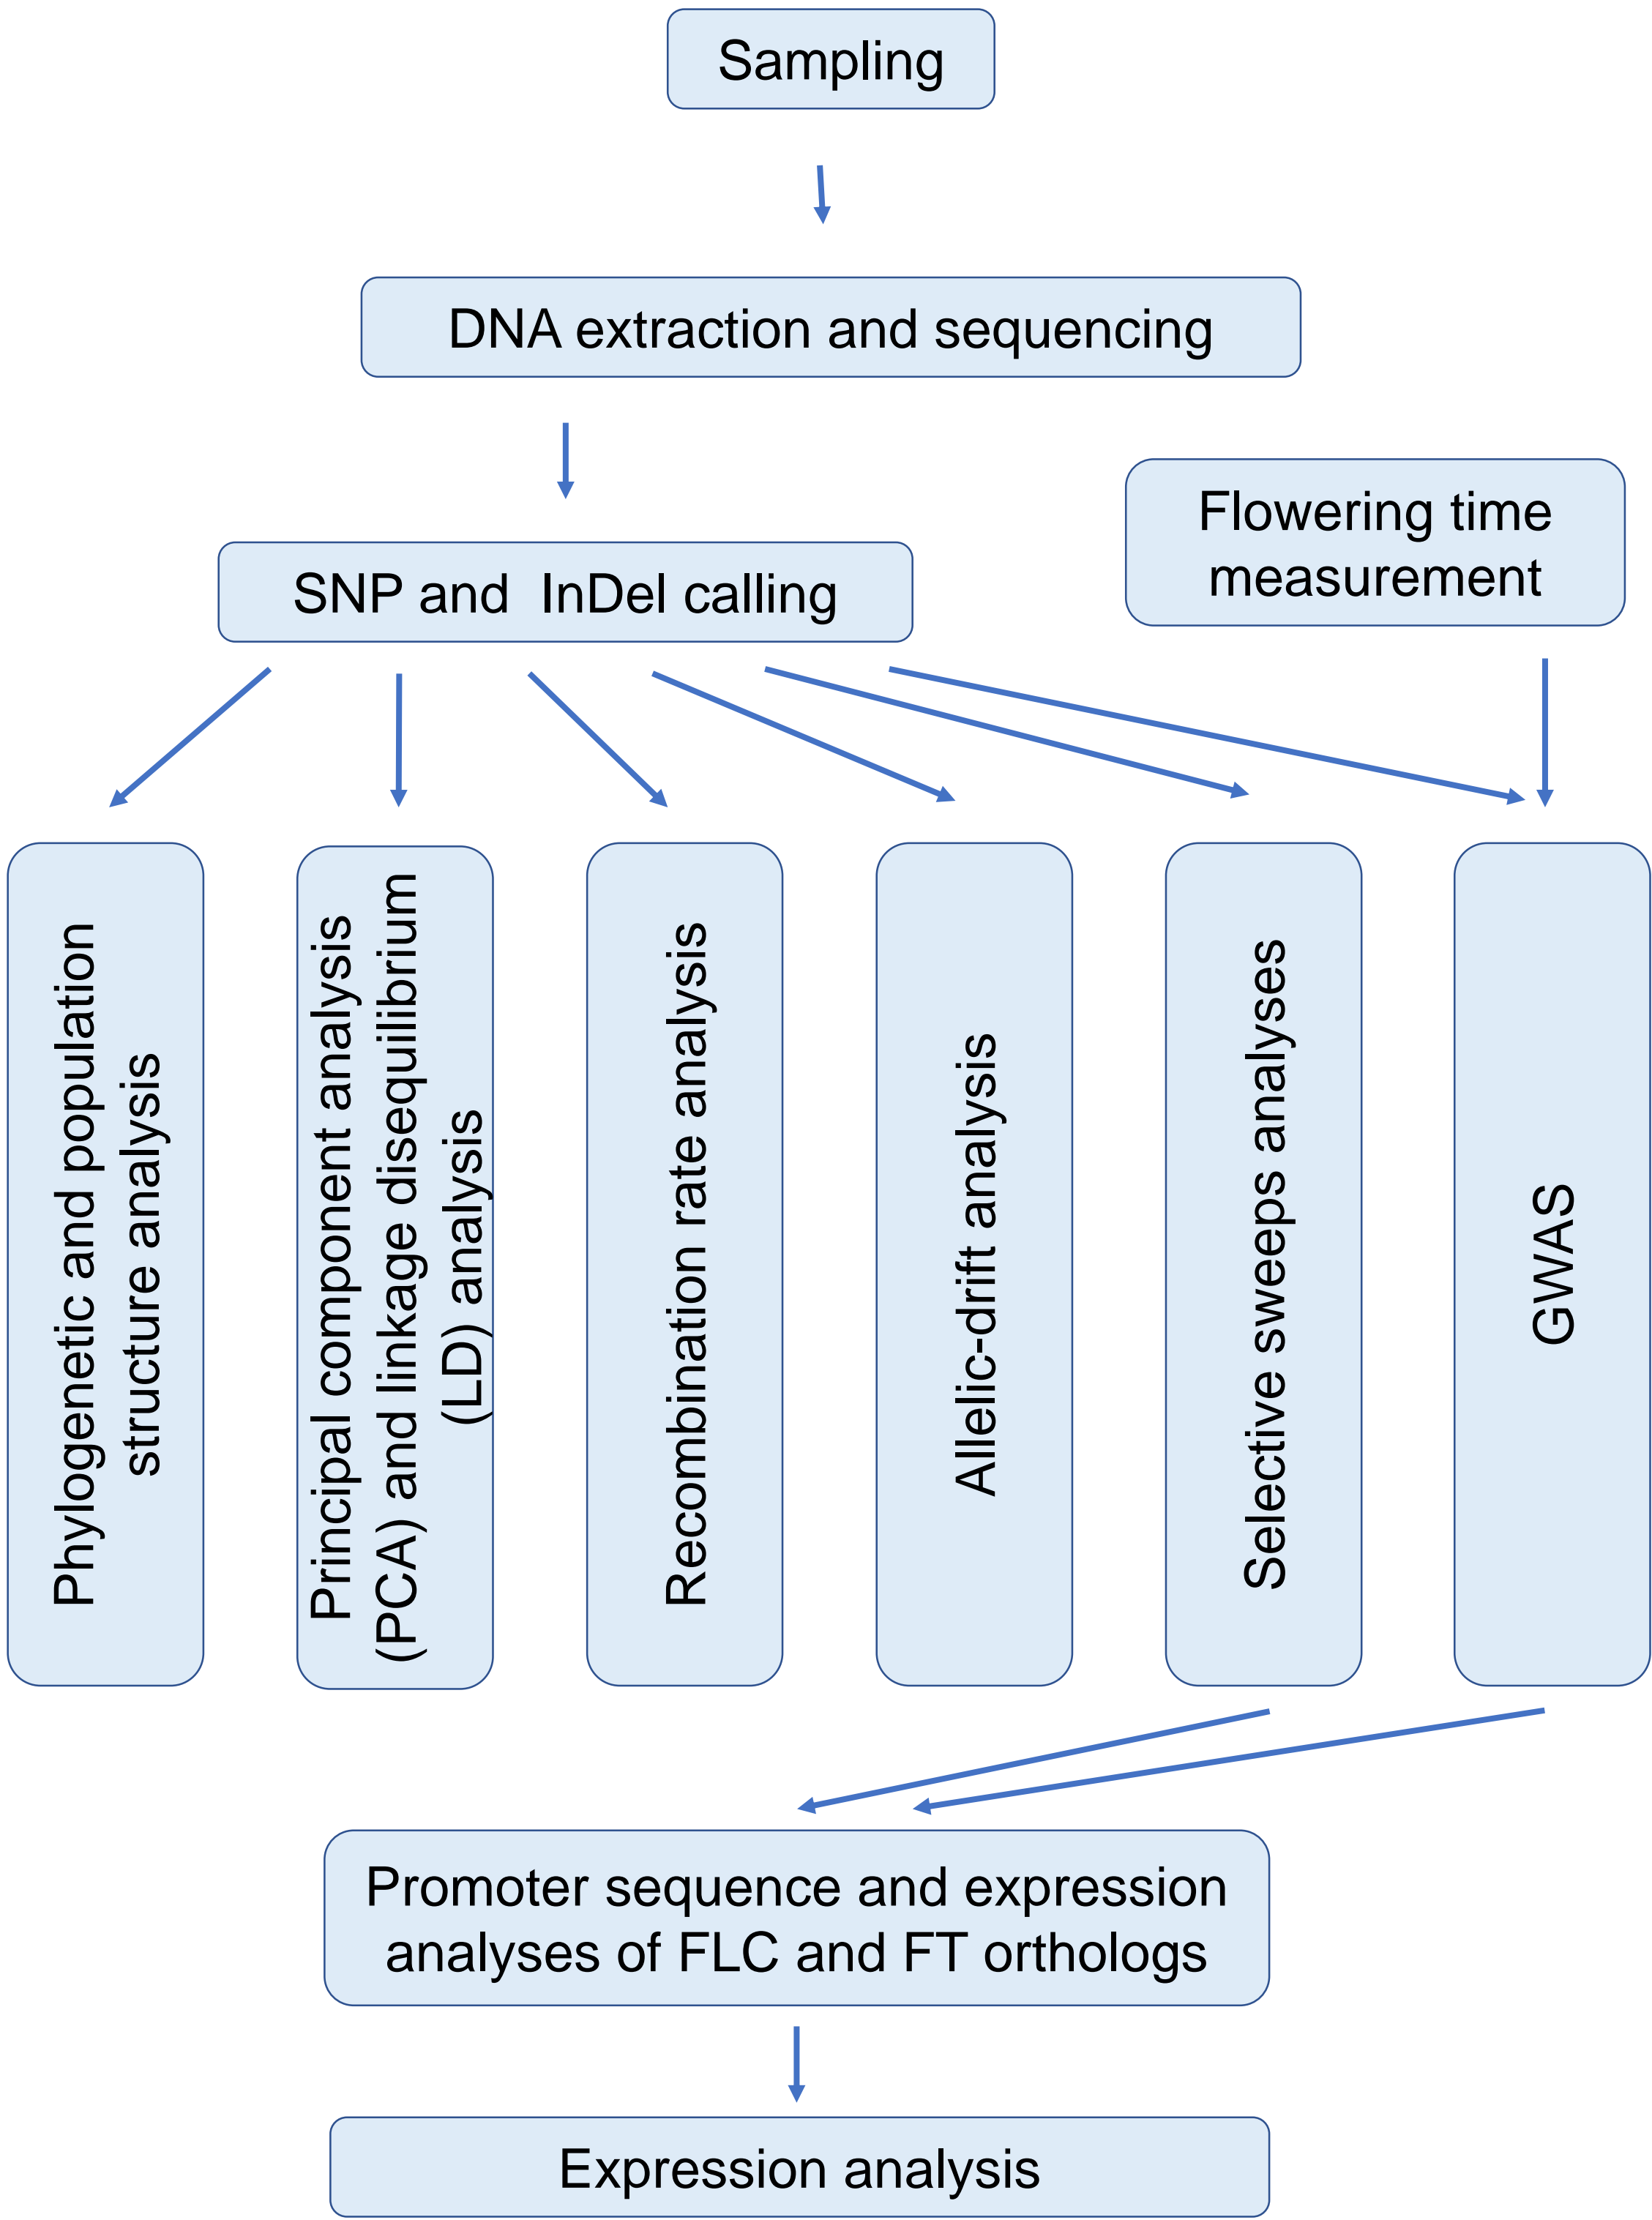 Sampling
DNA extraction and sequencing
Flowering time
measurement
SNP and  InDel calling
Phylogenetic and population
structure analysis
Principal component analysis
(PCA) and linkage disequilibrium
(LD) analysis
Recombination rate analysis
Allelic-drift analysis
Selective sweeps analyses
GWAS
Promoter sequence and expression
analyses of FLC and FT orthologs
Expression analysis